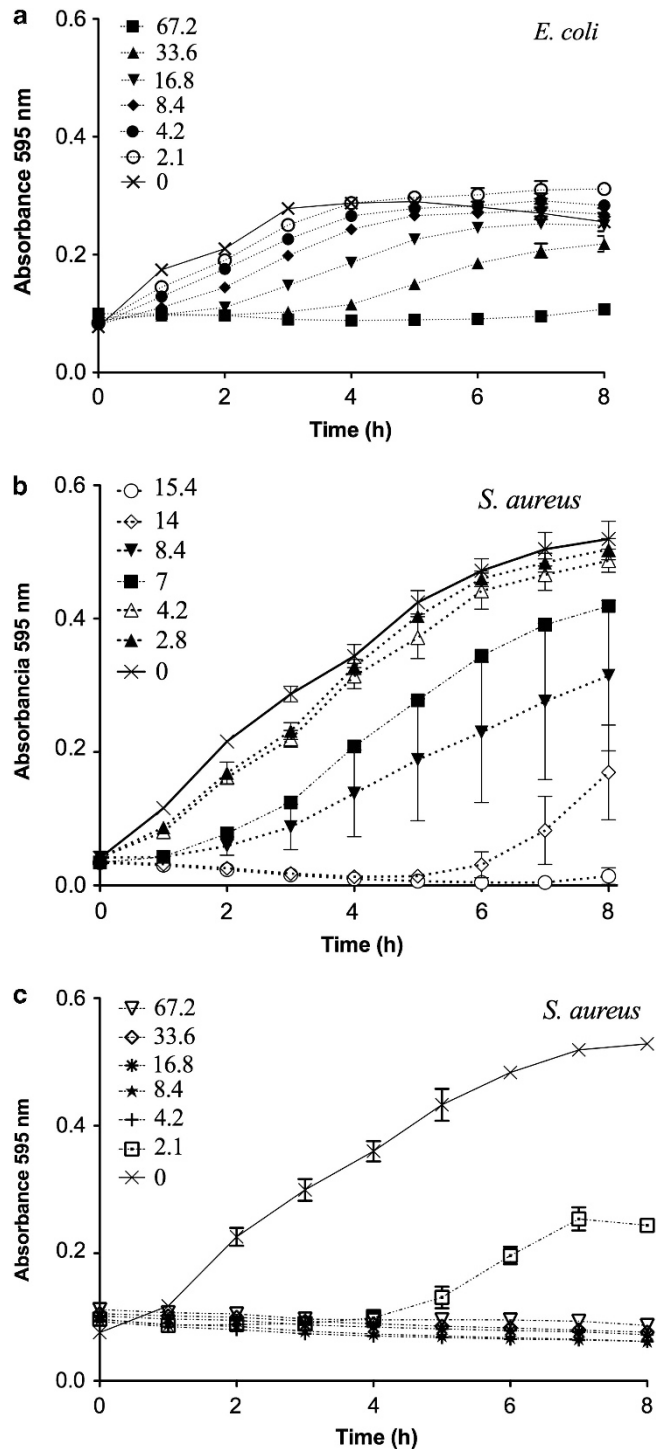 a
E. coli
67.2
33.6
16.8
8.4
4.2
2.1
0
Absorbance 595 nm
0.6
0.4
0.2
0.0
0 2 4 6 8
Time (h)
b
S. aureus
15.4
14
8.4
7
4.2
2.8
0
Absorbancia 595 nm
0.6
0.4
0.2
0.0
0 2 4 6 8
Time (h)
c
S. aureus
67.2
33.6
16.8
8.4
4.2
2.1
0
Absorbance 595 nm
0.6
0.4
0.2
0.0
0 2 4 6 8
Time (h)